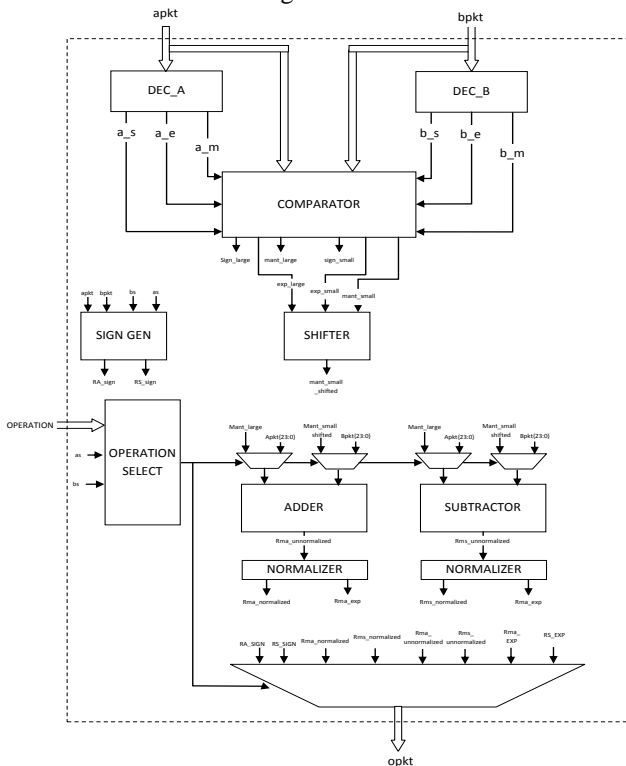 apkt
bpkt
DEC_A
DEC_B
a_s
a_e
a_m
b_s
b_e
b_m
COMPARATOR
Sign_large
mant_large
sign_small
exp_large
exp_small
mant_small
apkt
bpkt
bs
as
SIGN GEN
SHIFTER
RA_sign
RS_sign
mant_small
_shifted
OPERATION
OPERATION
SELECT
as
bs
Mant_large
Apkt(23:0)
Mant_small
shifted
Bpkt(23:0)
Mant_large
Apkt(23:0)
Mant_small
shifted
Bpkt(23:0)
ADDER
SUBTRACTOR
Rma_unnormalized
Rms_unnormalized
NORMALIZER
NORMALIZER
Rma_normalized
Rma_exp
Rms_normalized
Rma_exp
RA_SIGN
RS_SIGN
Rma_normalized
Rms_normalized
Rma_
unnormalized
Rms_
unnormalized
Rma_
EXP
RS_EXP
opkt